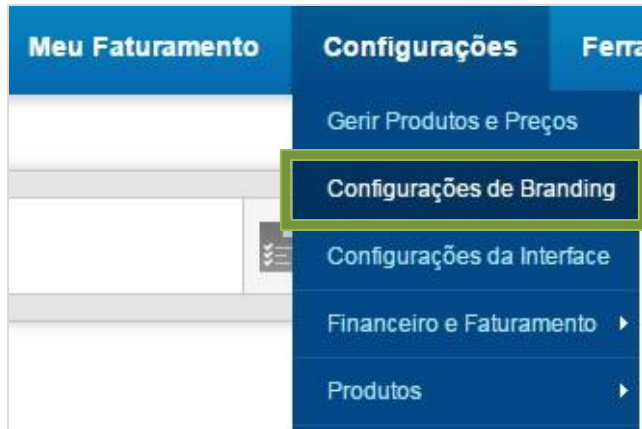 Meu Faturamento Configurações
Gerir Produtos e Preços
Configurações de Branding
Configurações da Interface
Financeiro e Faturamento
Produtos